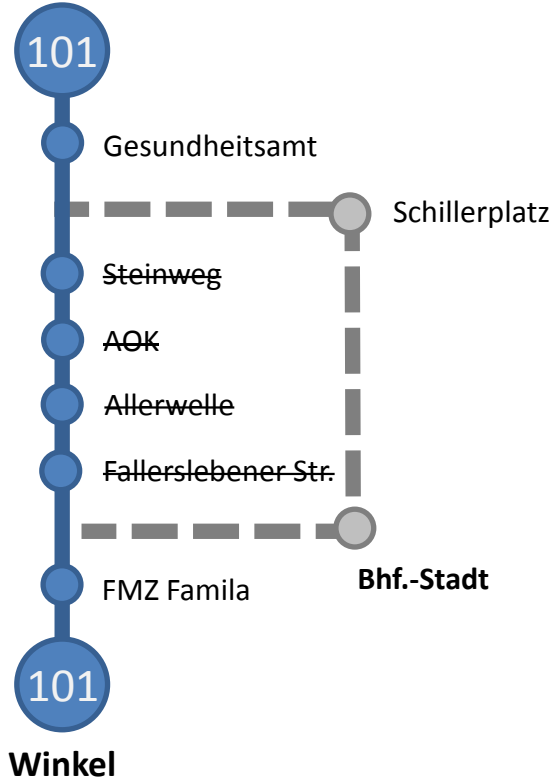 101
Gesundheitsamt
Schillerplatz
Steinweg
AOK
Allerwelle
Fallerslebener Str.
Bhf.-Stadt
FMZ Famila
101
Winkel